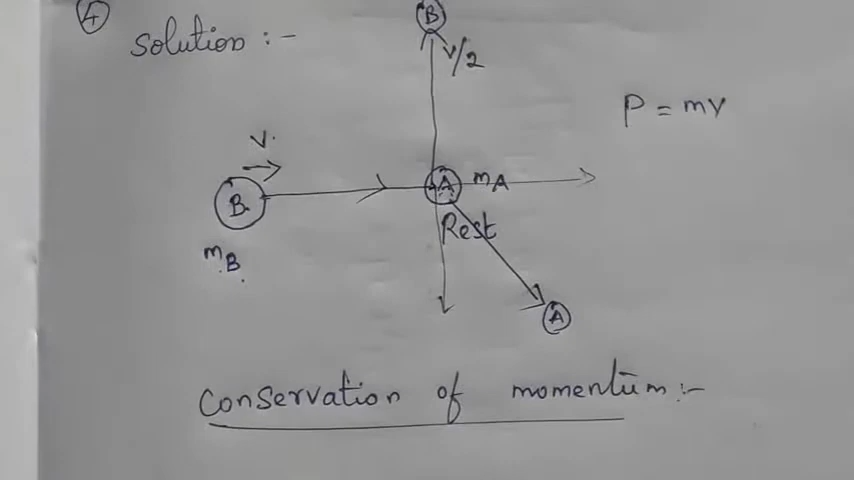 4
Solution :-
B
V/2
P = mv
V.
B
A
mA
Rest
mB
A
Conservation of momentum :-